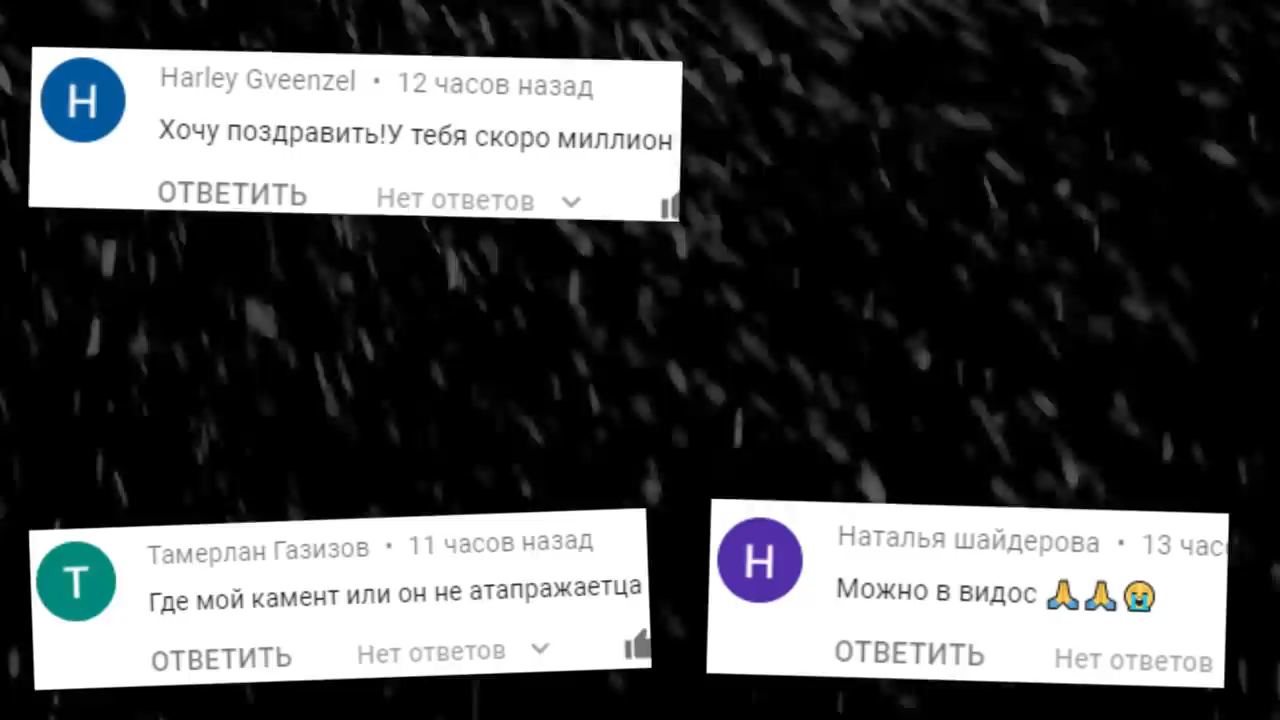 H
Harley Gveenzel • 12 часов назад
Хочу поздравить!У тебя скоро миллион
ОТВЕТИТЬ Нет ответов
Т
Тамерлан Газизов • 11 часов назад
Где мой камент или он не атапражаетца
ОТВЕТИТЬ Нет ответов
Н
Наталья шайдерова • 13 час
Можно в видос 🙏🙏😭
ОТВЕТИТЬ Нет ответов